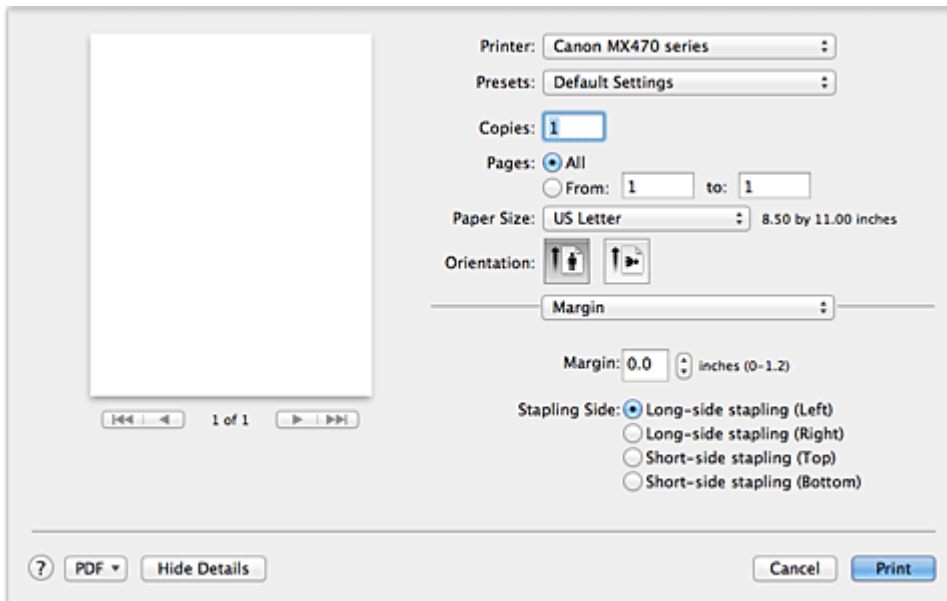 Printer: Canon MX470 series
Presets: Default Settings
Copies: 1
Pages: All
From: 1 to: 1
Paper Size: US Letter 8.50 by 11.00 inches
Orientation:
Margin
Margin: 0.0 inches (0-1.2)
1 of 1
Stapling Side: Long-side stapling (Left)
Long-side stapling (Right)
Short-side stapling (Top)
Short-side stapling (Bottom)
? PDF Hide Details Cancel Print